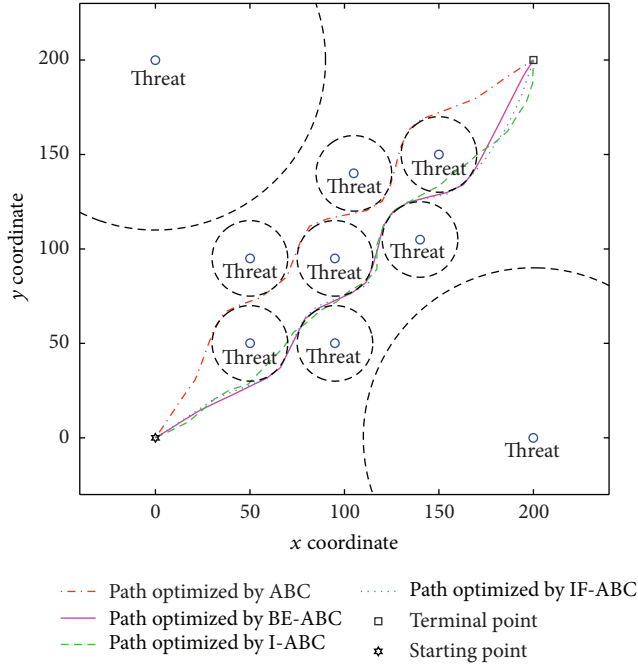 200
150
100
50
0
y coordinate
Threat
Threat
Threat
Threat
Threat
Threat
Threat
Threat
Threat
0 50 100 150 200
x coordinate
Path optimized by ABC
Path optimized by BE-ABC
Path optimized by I-ABC
Path optimized by IF-ABC
Terminal point
Starting point